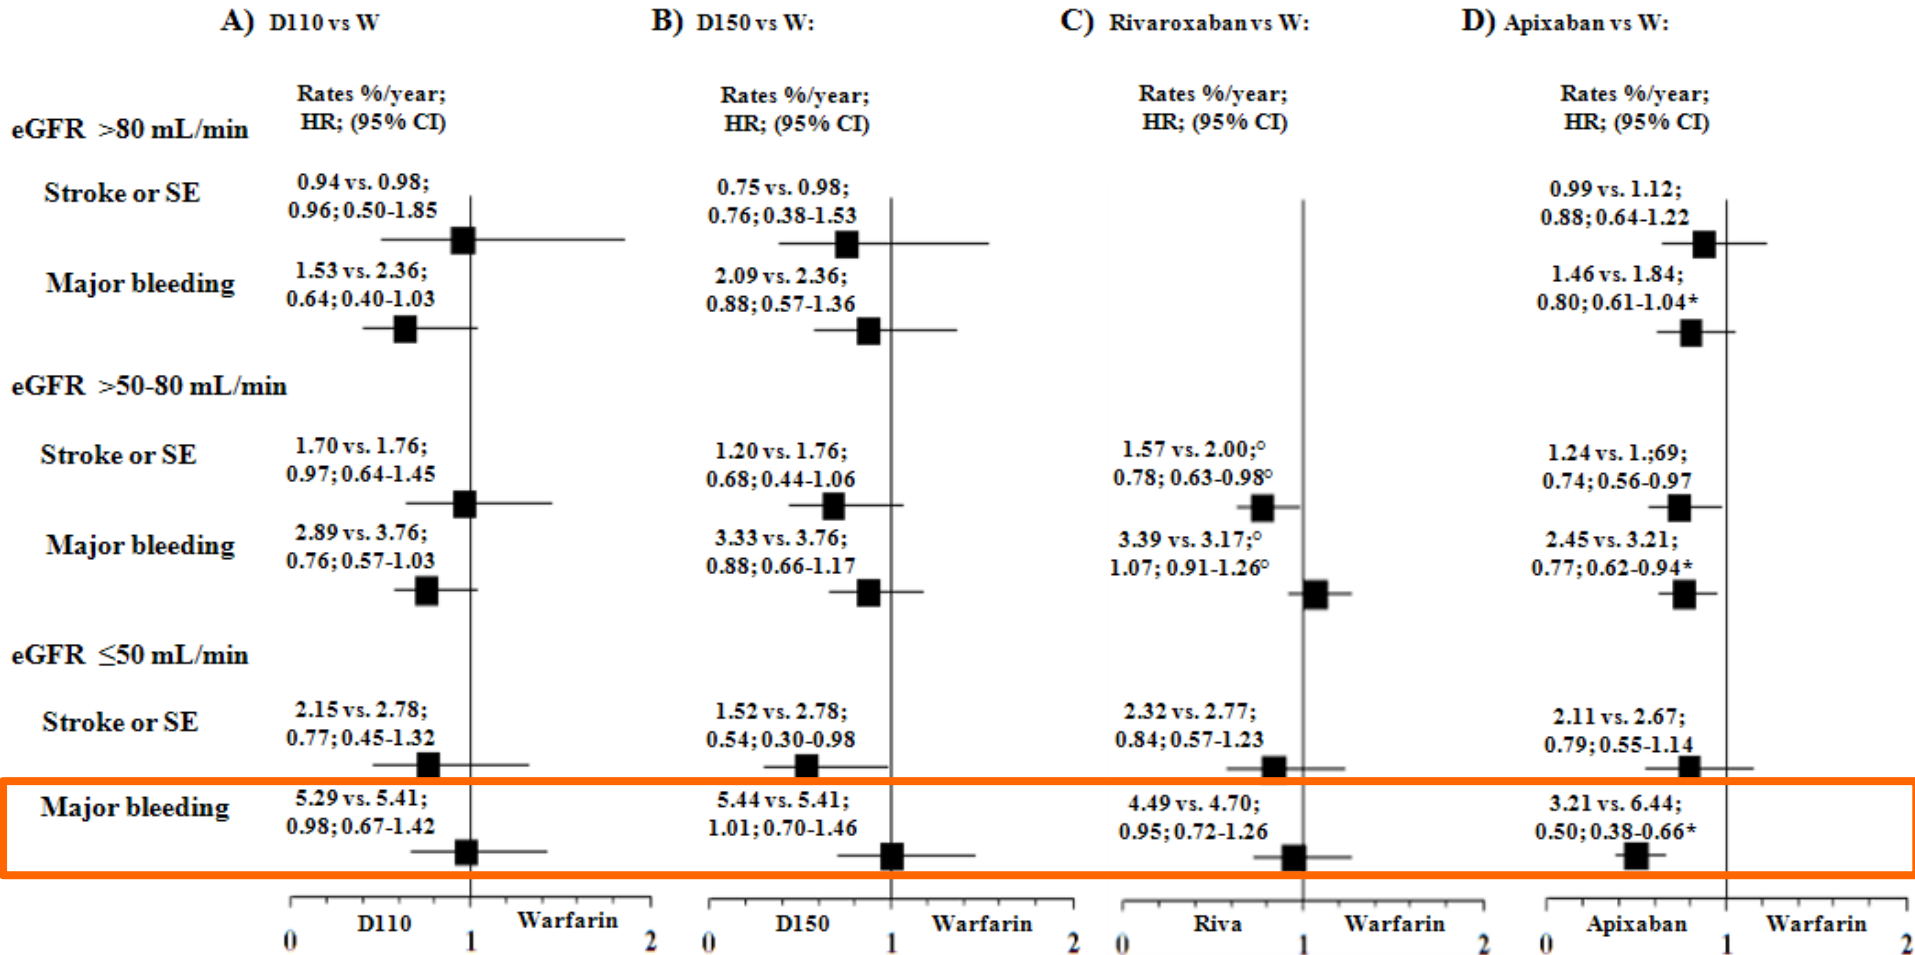 A) D110 vs W
B) D150 vs W:
C) Rivaroxaban vs W:
D) Apixaban vs W:
Rates %/year;
HR; (95% CI)
Rates %/year;
HR; (95% CI)
Rates %/year;
HR; (95% CI)
Rates %/year;
HR; (95% CI)
eGFR >80 mL/min
Stroke or SE
0.94 vs. 0.98;
0.96; 0.50-1.85
0.75 vs. 0.98;
0.76; 0.38-1.53
0.99 vs. 1.12;
0.88; 0.64-1.22
Major bleeding
1.53 vs. 2.36;
0.64; 0.40-1.03
2.09 vs. 2.36;
0.88; 0.57-1.36
1.46 vs. 1.84;
0.80; 0.61-1.04*
eGFR >50-80 mL/min
Stroke or SE
1.70 vs. 1.76;
0.97; 0.64-1.45
1.20 vs. 1.76;
0.68; 0.44-1.06
1.57 vs. 2.00;°
0.78; 0.63-0.98°
1.24 vs. 1.;69;
0.74; 0.56-0.97
Major bleeding
2.89 vs. 3.76;
0.76; 0.57-1.03
3.33 vs. 3.76;
0.88; 0.66-1.17
3.39 vs. 3.17;°
1.07; 0.91-1.26°
2.45 vs. 3.21;
0.77; 0.62-0.94*
eGFR ≤50 mL/min
Stroke or SE
2.15 vs. 2.78;
0.77; 0.45-1.32
1.52 vs. 2.78;
0.54; 0.30-0.98
2.32 vs. 2.77;
0.84; 0.57-1.23
2.11 vs. 2.67;
0.79; 0.55-1.14
Major bleeding
5.29 vs. 5.41;
0.98; 0.67-1.42
5.44 vs. 5.41;
1.01; 0.70-1.46
4.49 vs. 4.70;
0.95; 0.72-1.26
3.21 vs. 6.44;
0.50; 0.38-0.66*
D110 Warfarin
0 1 2
D150 Warfarin
0 1 2
Riva Warfarin
0 1 2
Apixaban Warfarin
0 1 2